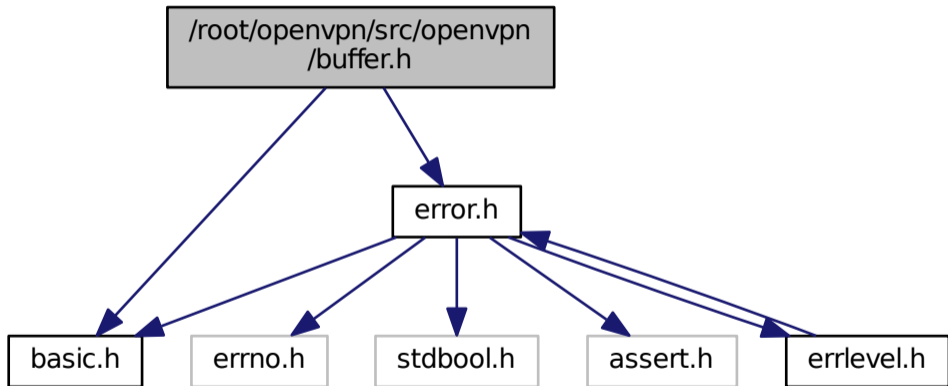 /root/openvpn/src/openvpn
/buffer.h
error.h
basic.h
errno.h
stdbool.h
assert.h
errlevel.h